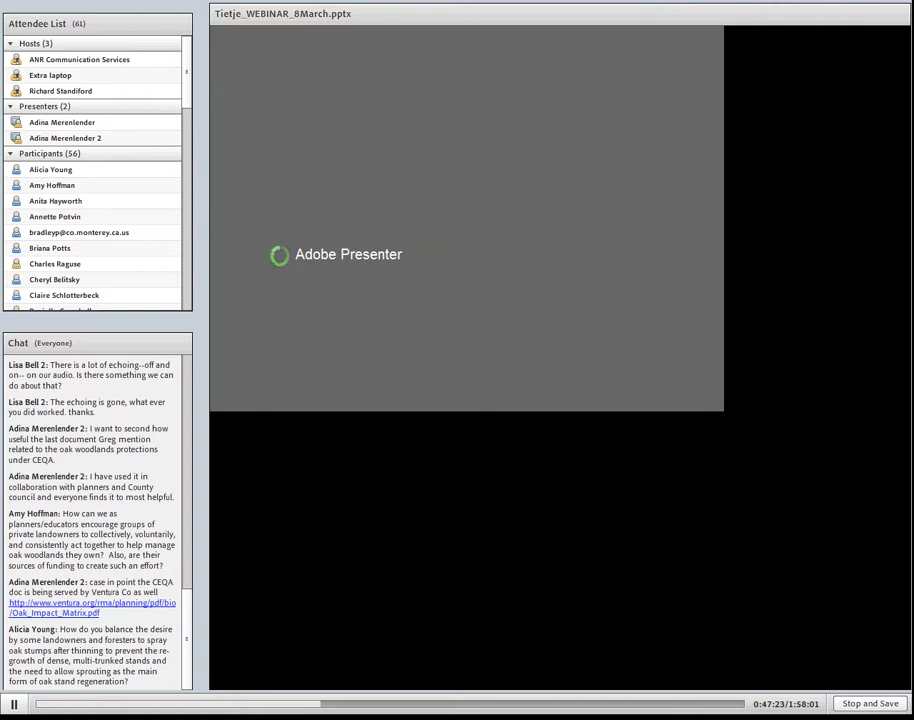 Attendee List (61)
Hosts (3)
ANR Communication Services
Extra laptop
Richard Standiford
Presenters (2)
Adina Merenlender
Adina Merenlender 2
Participants (56)
Alicia Young
Amy Hoffman
Anita Hayworth
Annette Potvin
bradleyp@co.monterey.ca.us
Briana Potts
Charles Raguse
Cheryl Belitsky
Claire Schlotterbeck
Chat (Everyone)
Lisa Bell 2: There is a lot of echoing--off and
on-- on our audio. Is there something we can
do about that?
Lisa Bell 2: The echoing is gone, what ever
you did worked. thanks.
Adina Merenlender 2: I want to second how
useful the last document Greg mention
related to the oak woodlands protections
under CEQA.
Adina Merenlender 2: I have used it in
collaboration with planners and County
council and everyone finds it to most helpful.
Amy Hoffman: How can we as
planners/educators encourage groups of
private landowners to collectively, voluntarily,
and consistently act together to help manage
oak woodlands they own? Also, are their
sources of funding to create such an effort?
Adina Merenlender 2: case in point the CEQA
doc is being served by Ventura Co as well
http://www.ventura.org/rma/planning/pdf/bio
/Oak_Impact_Matrix.pdf
Alicia Young: How do you balance the desire
by some landowners and foresters to spray
oak stumps after thinning to prevent the re-
growth of dense, multi-trunked stands and
the need to allow sprouting as the main
form of oak stand regeneration?
Tietje_WEBINAR_8March.pptx
Adobe Presenter
0:47:23/1:58:01
Stop and Save